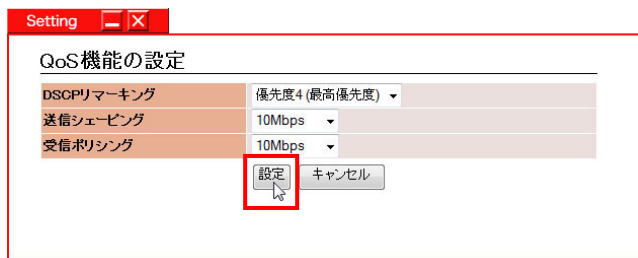 Setting
QoS機能の設定
DSCPリマーキング 優先度4 (最高優先度)
送信シェーピング 10Mbps
受信ポリシング 10Mbps
設定 キャンセル